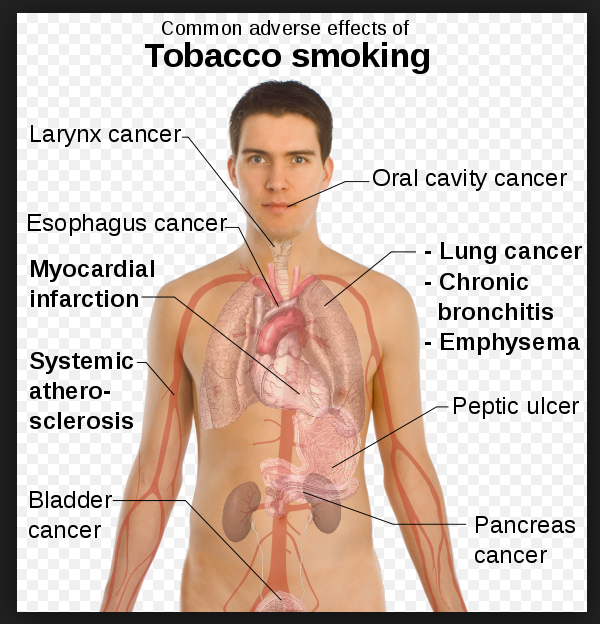 Common adverse effects of
Tobacco smoking
Larynx cancer
Oral cavity cancer
Esophagus cancer
Myocardial
infarction
- Lung cancer
- Chronic
bronchitis
- Emphysema
Systemic
athero-
sclerosis
Peptic ulcer
Bladder
cancer
Pancreas
cancer